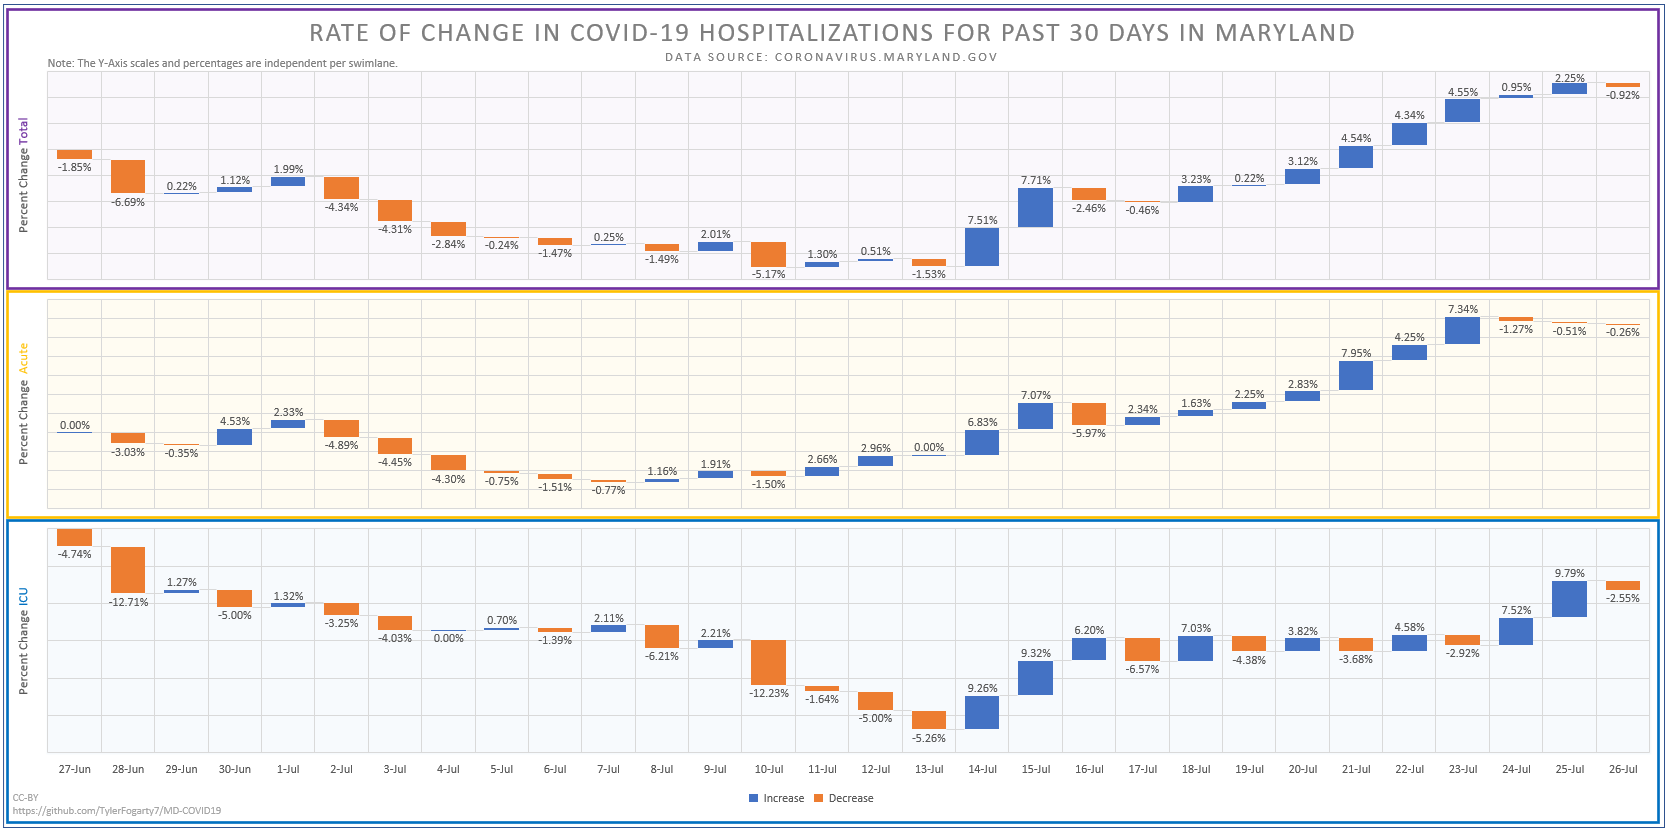 RATE OF CHANGE IN COVID-19 HOSPITALIZATIONS FOR PAST 30 DAYS IN MARYLAND
DATA SOURCE: CORONAVIRUS.MARYLAND.GOV
Note: The Y-Axis scales and percentages are independent per swimlane.
Percent Change Total
-1.85% -6.69% 0.22% 1.12% 1.99% -4.34% -4.31% -2.84% -0.24% -1.47% 0.25% -1.49% 2.01% -5.17% 1.30% 0.51% -1.53% 7.51% 7.71% -2.46% -0.46% 3.23% 0.22% 3.12% 4.54% 4.34% 4.55% 0.95% 2.25% -0.92%
Percent Change Acute
0.00% -3.03% -0.35% 4.53% 2.33% -4.89% -4.45% -4.30% -0.75% -1.51% -0.77% 1.16% 1.91% -1.50% 2.66% 2.96% 0.00% 6.83% 7.07% -5.97% 2.34% 1.63% 2.25% 2.83% 7.95% 4.25% 7.34% -1.27% -0.51% -0.26%
Percent Change ICU
-4.74% -12.71% 1.27% -5.00% 1.32% -3.25% -4.03% 0.00% 0.70% -1.39% 2.11% -6.21% 2.21% -12.23% -1.64% -5.00% -5.26% 9.26% 9.32% 6.20% -6.57% 7.03% -4.38% 3.82% -3.68% 4.58% -2.92% 7.52% 9.79% -2.55%
27-Jun 28-Jun 29-Jun 30-Jun 1-Jul 2-Jul 3-Jul 4-Jul 5-Jul 6-Jul 7-Jul 8-Jul 9-Jul 10-Jul 11-Jul 12-Jul 13-Jul 14-Jul 15-Jul 16-Jul 17-Jul 18-Jul 19-Jul 20-Jul 21-Jul 22-Jul 23-Jul 24-Jul 25-Jul 26-Jul
Increase Decrease
CC-BY
https://github.com/TylerFogarty7/MD-COVID19